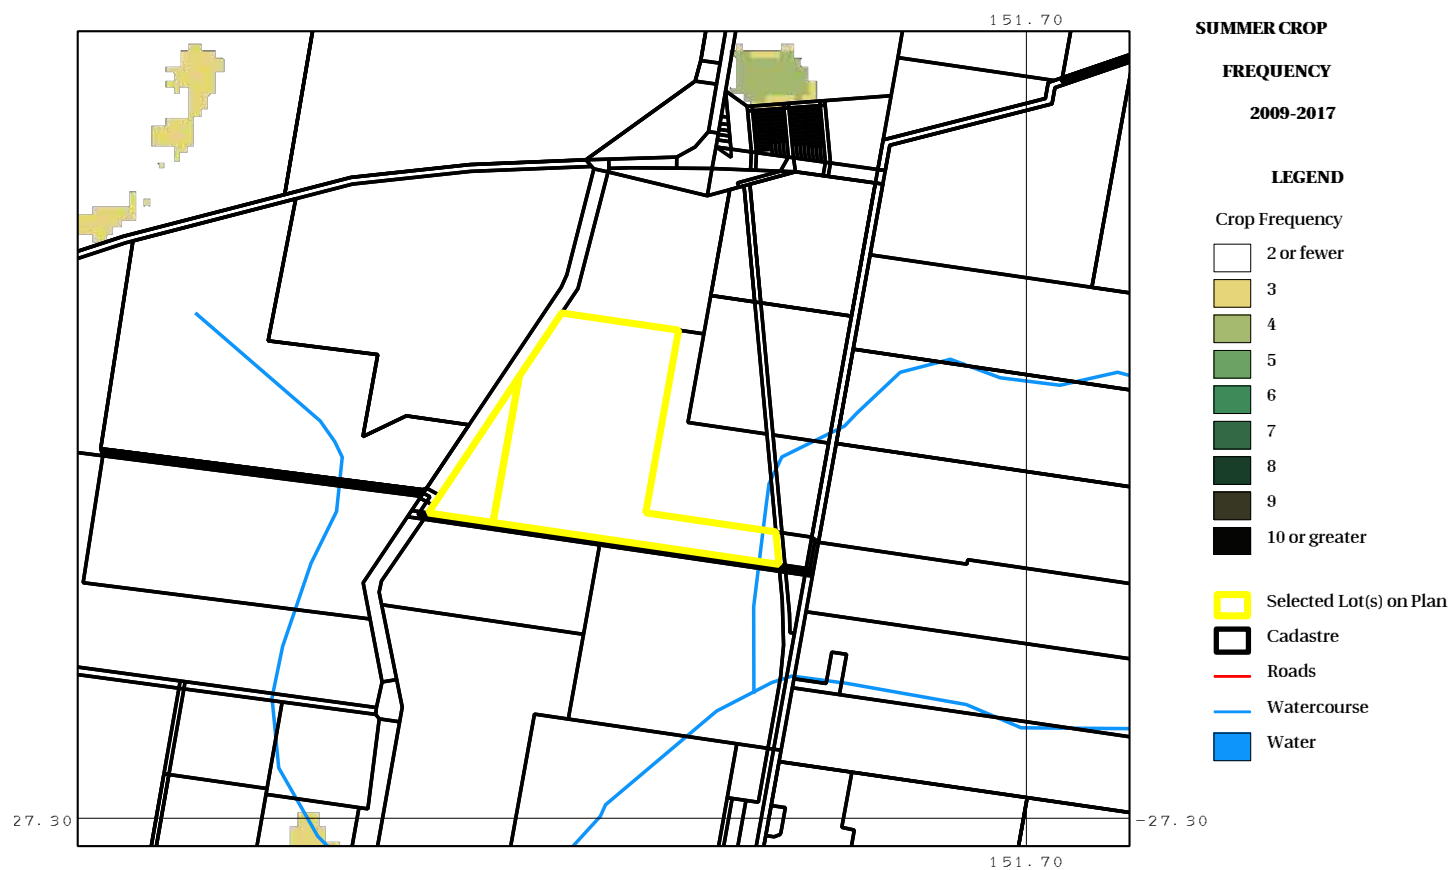 151.70
SUMMER CROP
FREQUENCY
2009-2017
LEGEND
Crop Frequency
2 or fewer
3
4
5
6
7
8
9
10 or greater
Selected Lot(s) on Plan
Cadastre
Roads
Watercourse
Water
27.30
-27.30
151.70